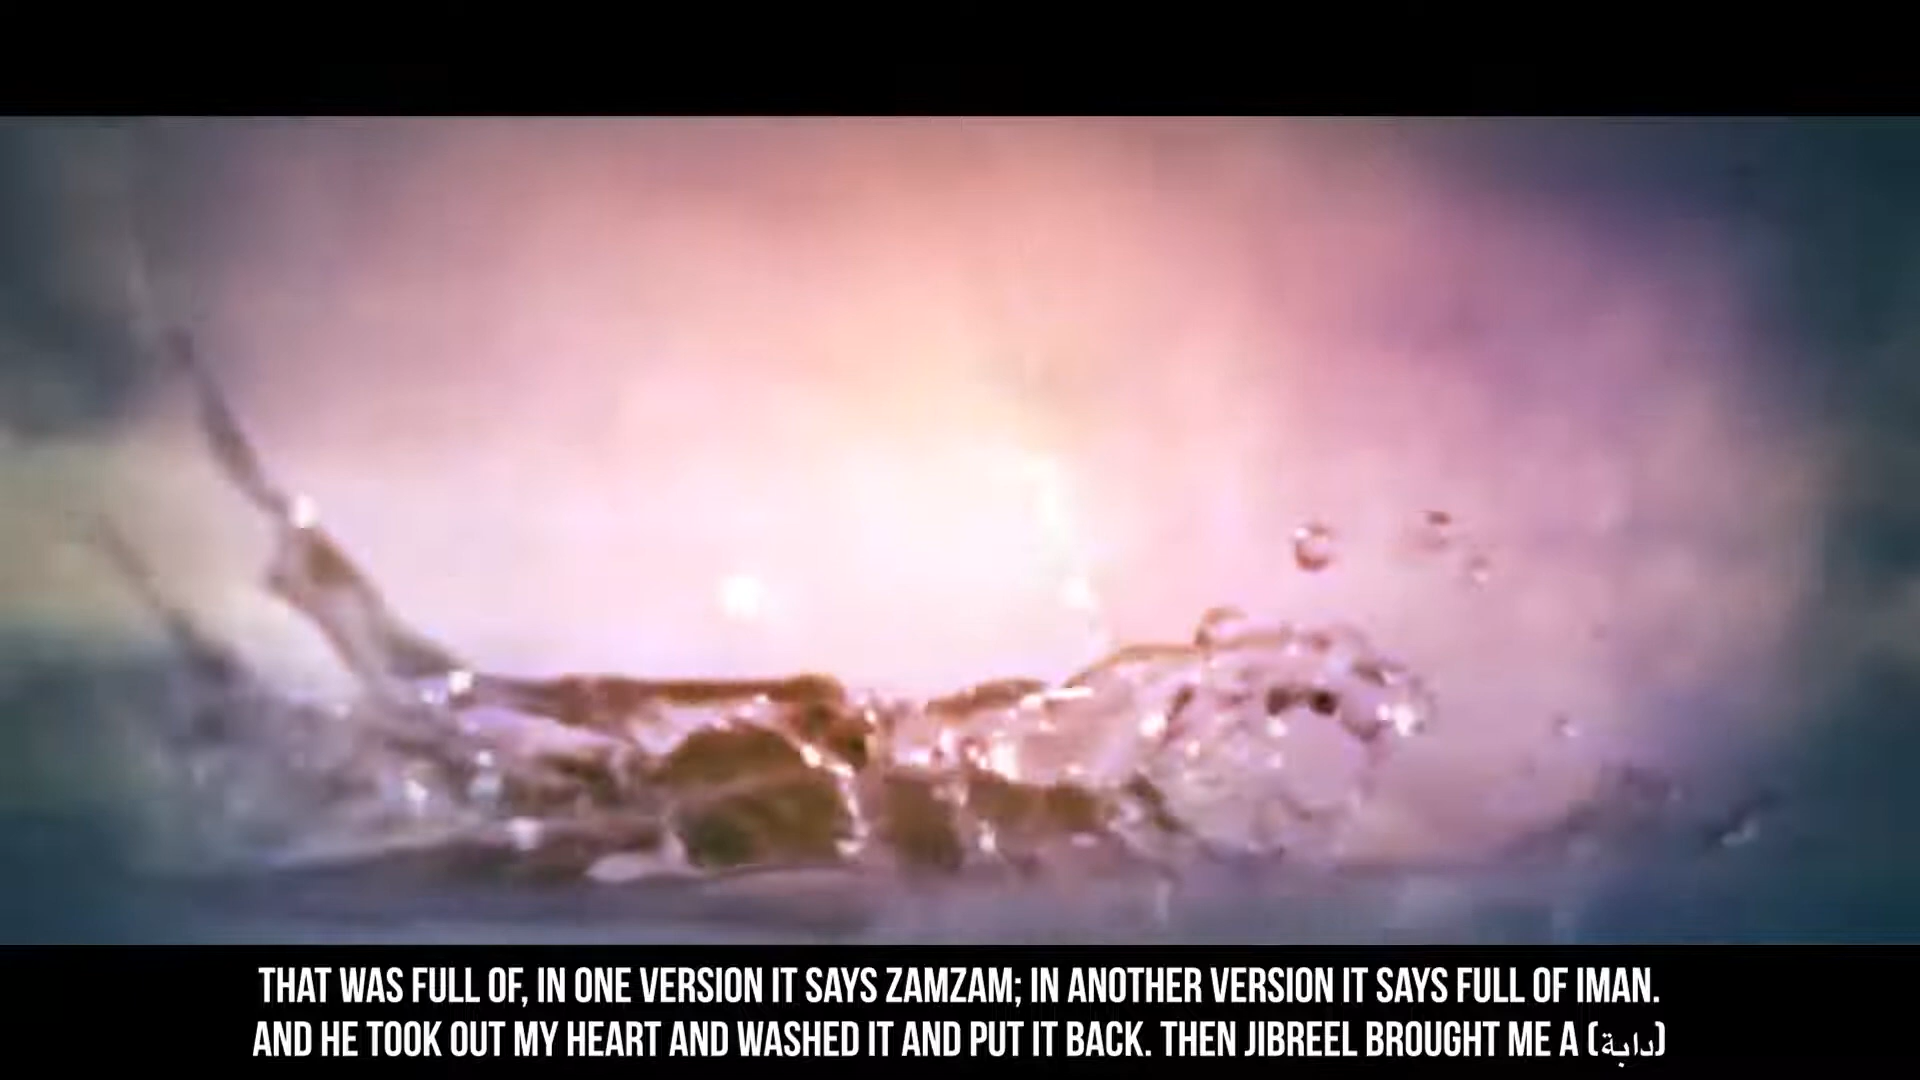 THAT WAS FULL OF, IN ONE VERSION IT SAYS ZAMZAM; IN ANOTHER VERSION IT SAYS FULL OF IMAN.
AND HE TOOK OUT MY HEART AND WASHED IT AND PUT IT BACK. THEN JIBREEL BROUGHT ME A (دابة)